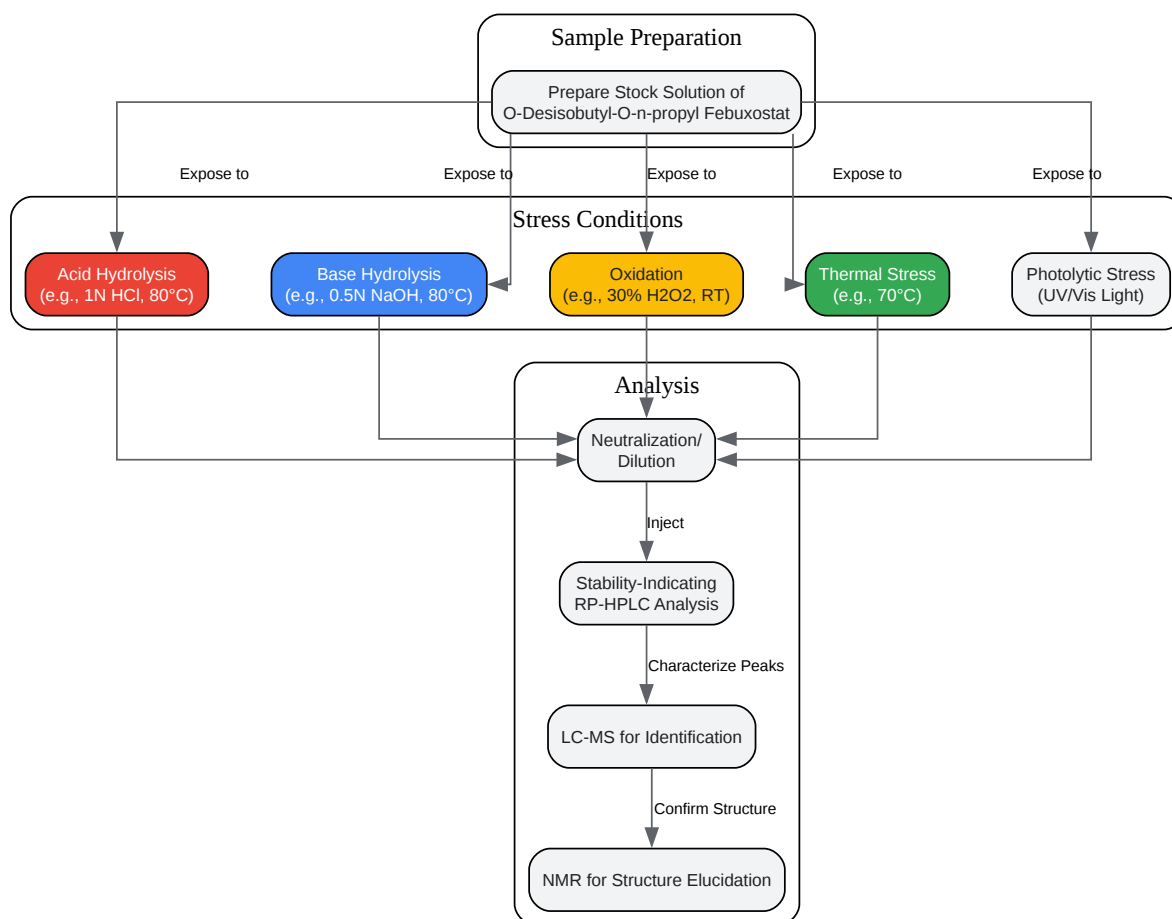 Sample Preparation
Prepare Stock Solution of
O-Desisobutyl-O-n-propyl Febuxostat
Expose to
Expose to
Expose to
Expose to
Expose to
Stress Conditions
Acid Hydrolysis
(e.g., 1N HCl, 80°C)
Base Hydrolysis
(e.g., 0.5N NaOH, 80°C)
Oxidation
(e.g., 30% H2O2, RT)
Thermal Stress
(e.g., 70°C)
Photolytic Stress
(UV/Vis Light)
Analysis
Neutralization/
Dilution
Inject
Stability-Indicating
RP-HPLC Analysis
Characterize Peaks
LC-MS for Identification
Confirm Structure
NMR for Structure Elucidation